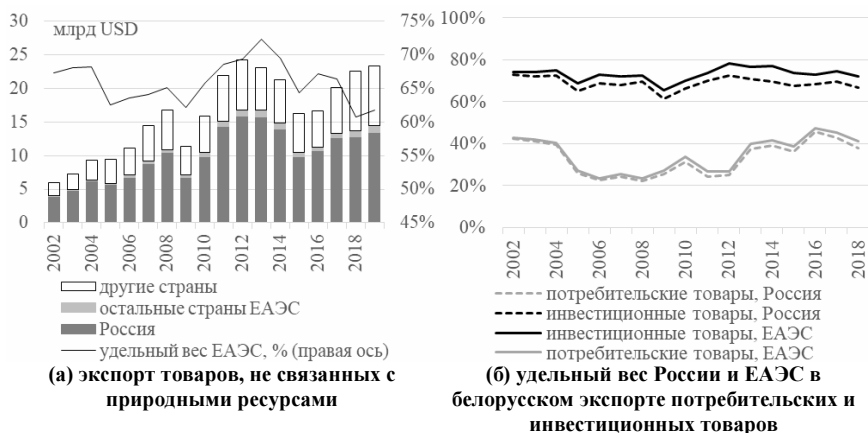 млрд USD
30
25
20
15
10
5
0
75%
70%
65%
60%
55%
50%
45%
2002
2004
2006
2008
2010
2012
2014
2016
2018
другие страны
остальные страны ЕАЭС
Россия
удельный вес ЕАЭС, % (правая ось)
(а) экспорт товаров, не связанных с
природными ресурсами
100%
80%
60%
40%
20%
0%
2002
2004
2006
2008
2010
2012
2014
2016
2018
потребительские товары, Россия
инвестиционные товары, Россия
инвестиционные товары, ЕАЭС
потребительские товары, ЕАЭС
(б) удельный вес России и ЕАЭС в
белорусском экспорте потребительских и
инвестиционных товаров